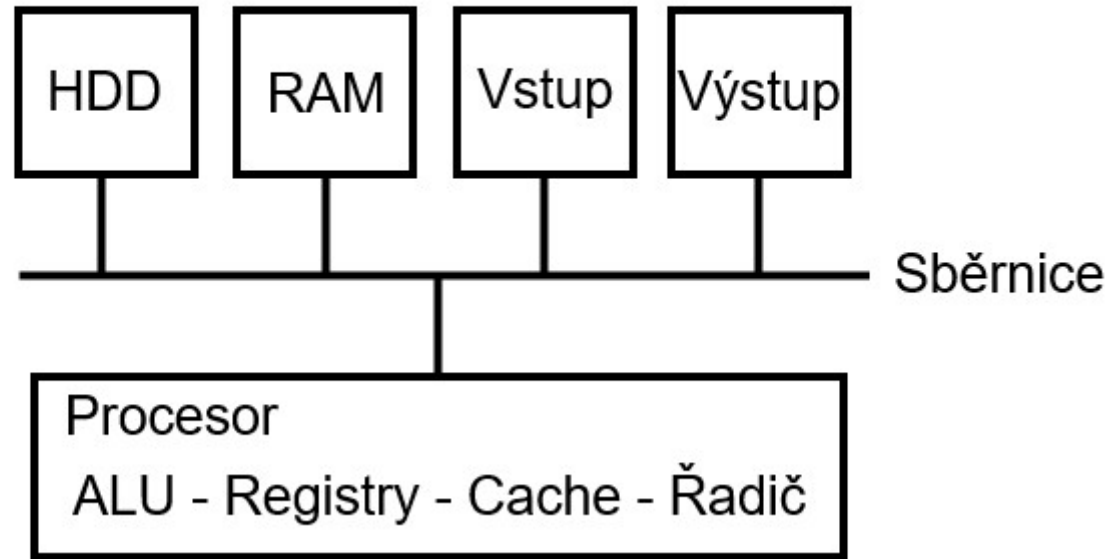 HDD
RAM
Vstup
Výstup
Sběrnice
Procesor
ALU - Registry - Cache - Řadič